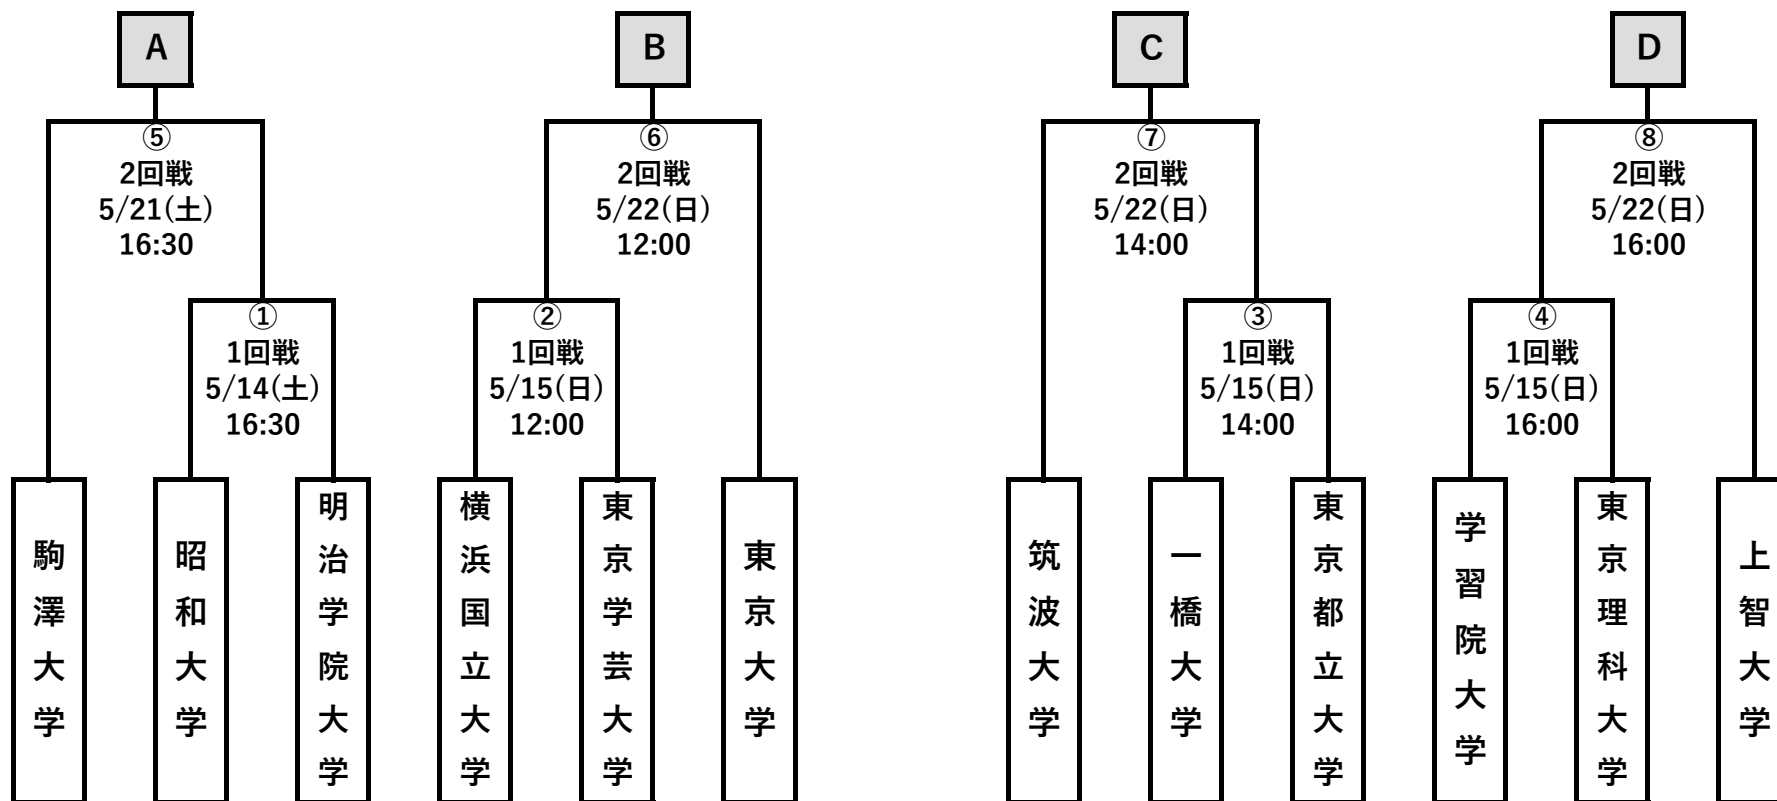 A
B
C
D
⑤
2回戦
5/21(土)
16:30
⑥
2回戦
5/22(日)
12:00
⑦
2回戦
5/22(日)
14:00
⑧
2回戦
5/22(日)
16:00
①
1回戦
5/14(土)
16:30
②
1回戦
5/15(日)
12:00
③
1回戦
5/15(日)
14:00
④
1回戦
5/15(日)
16:00
駒澤大学
昭和大学
明治学院大学
横浜国立大学
東京学芸大学
東京大学
筑波大学
一橋大学
東京都立大学
学習院大学
東京理科大学
上智大学